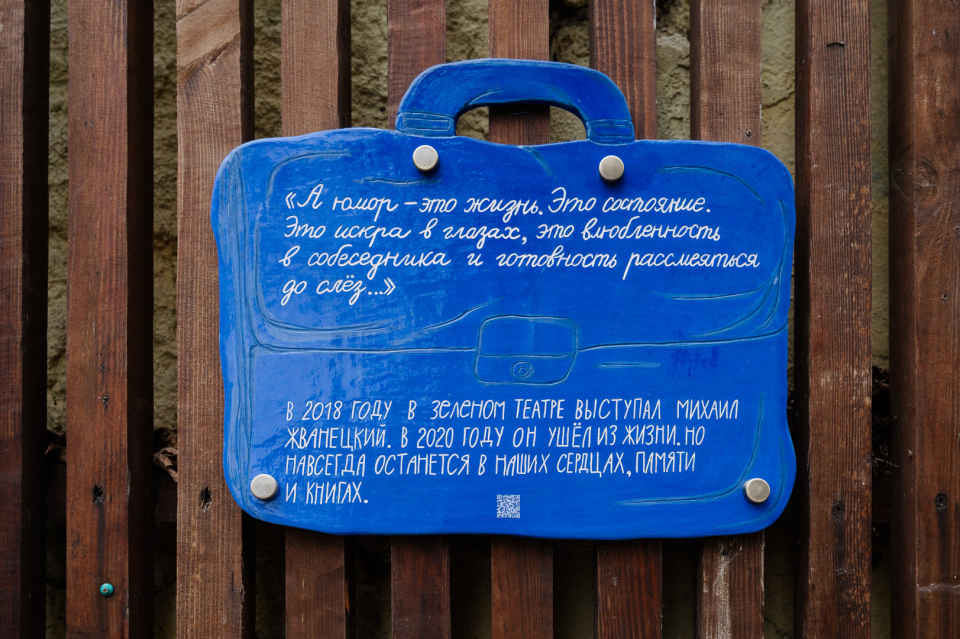 «А юмор – это жизнь. Это состояние.
Это искра в глазах, это влюбленность
в собеседника и готовность рассмеяться
до слёз...»
В 2018 ГОДУ В ЗЕЛЕНОМ ТЕАТРЕ ВЫСТУПАЛ МИХАИЛ
ЖВАНЕЦКИЙ. В 2020 ГОДУ ОН УШЁЛ ИЗ ЖИЗНИ. НО
НАВСЕГДА ОСТАНЕТСЯ В НАШИХ СЕРДЦАХ, ПАМЯТИ
И КНИГАХ.